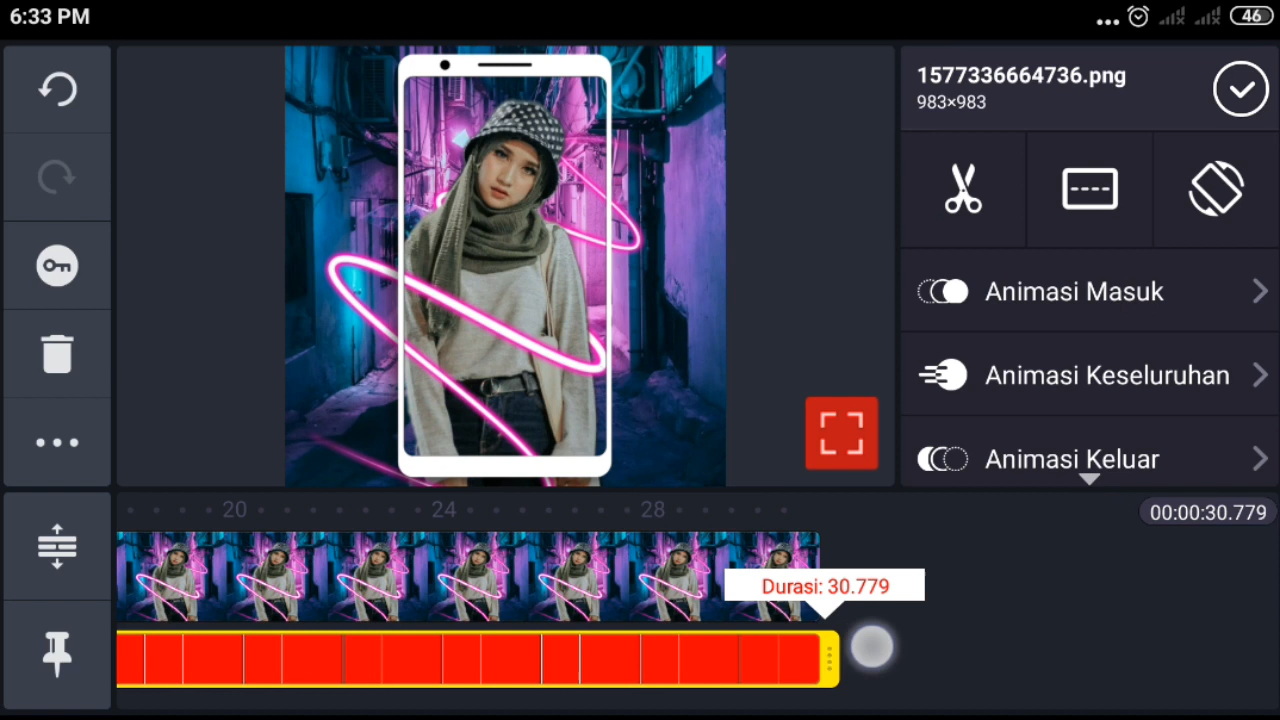 6:33 PM
46
1577336664736.png
983×983
Animasi Masuk
Animasi Keseluruhan
Animasi Keluar
20
24
28
00:00:30.779
Durasi: 30.779